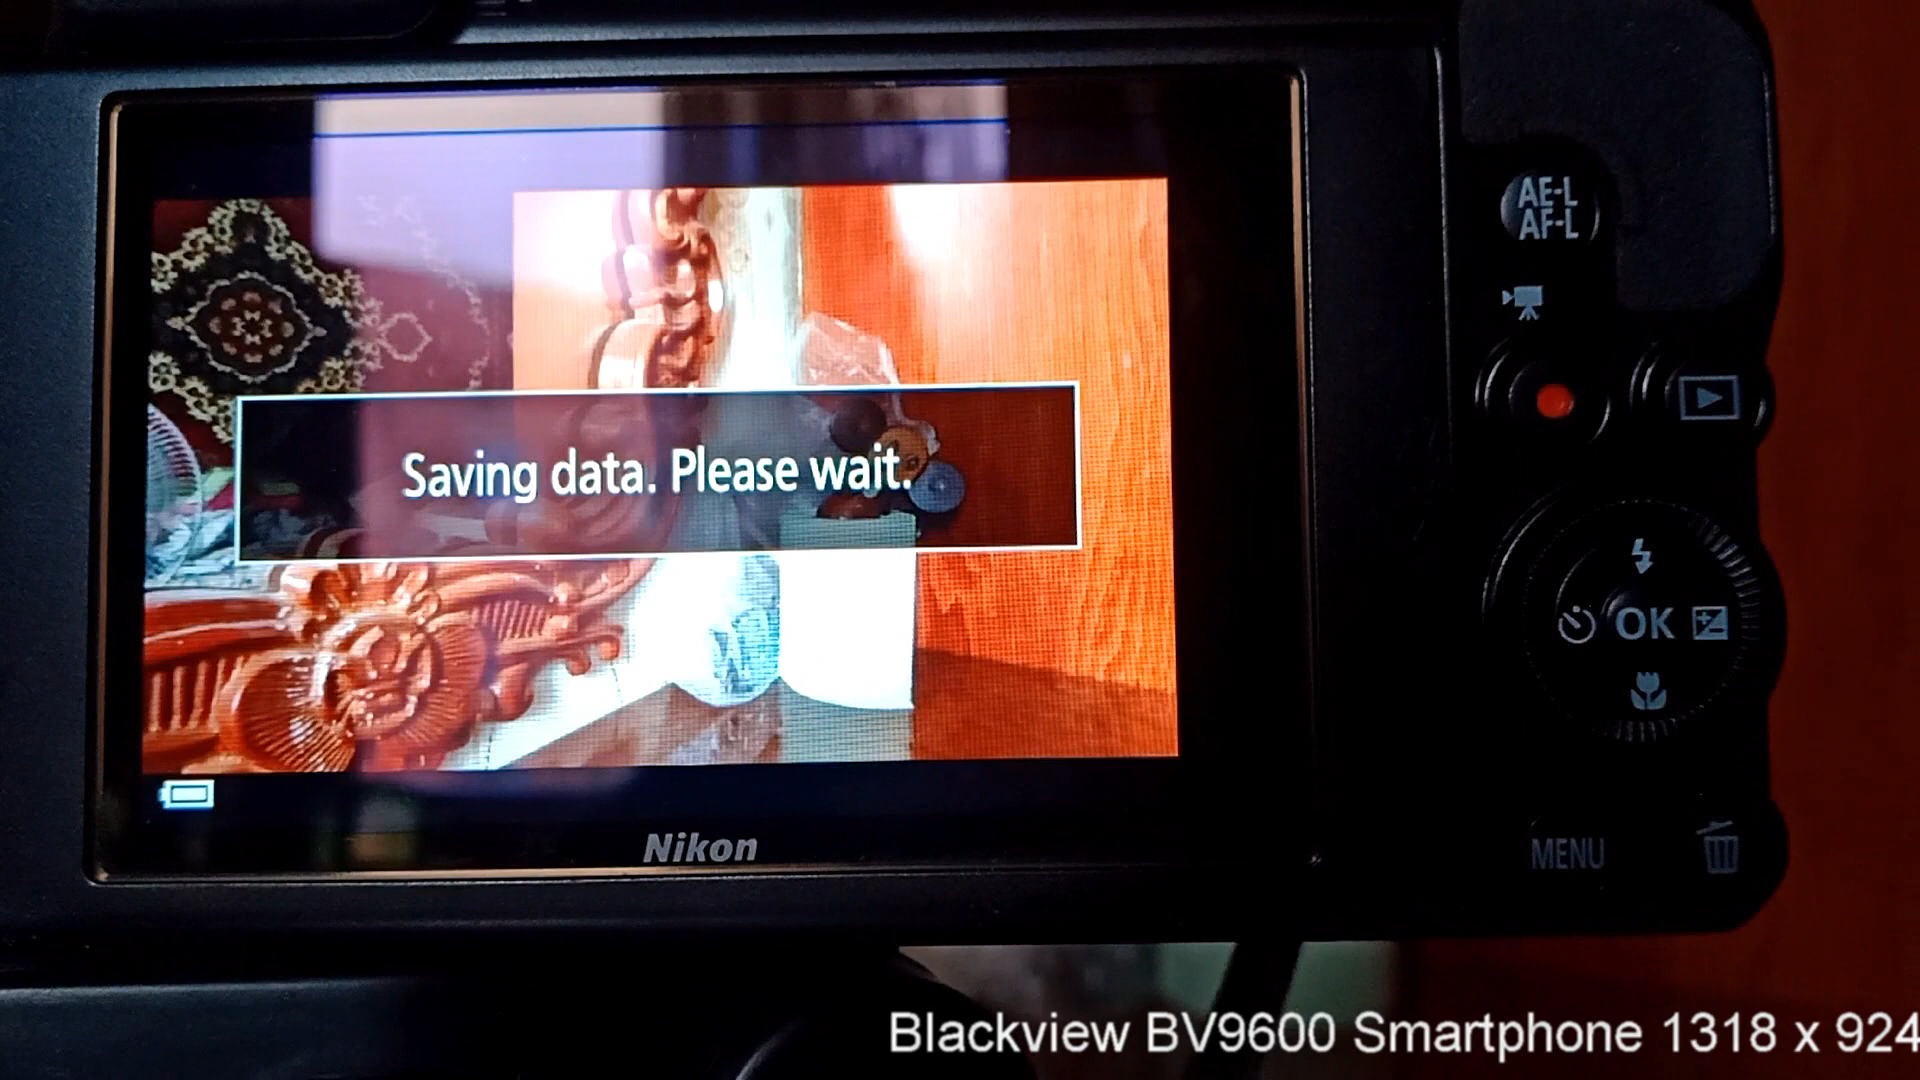 AE-L
AF-L
Saving data. Please wait.
OK
Nikon
MENU
Blackview BV9600 Smartphone 1318 x 924